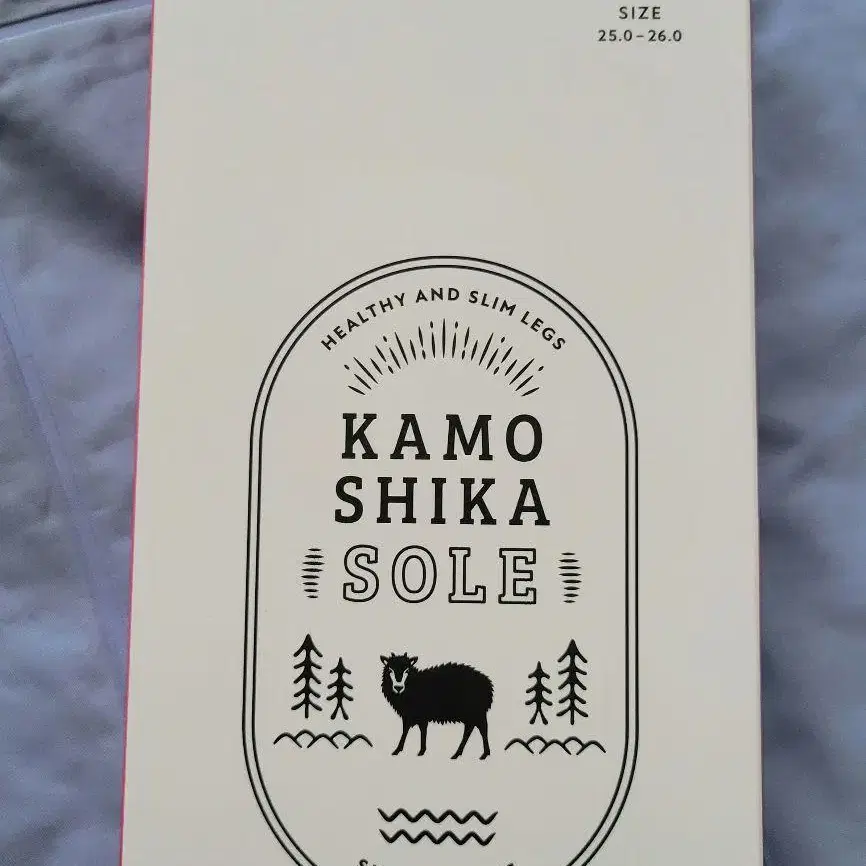 SIZE
25.0-26.0
HEALTHY AND SLIM LEGS
KAMO
SHIKA
SOLE